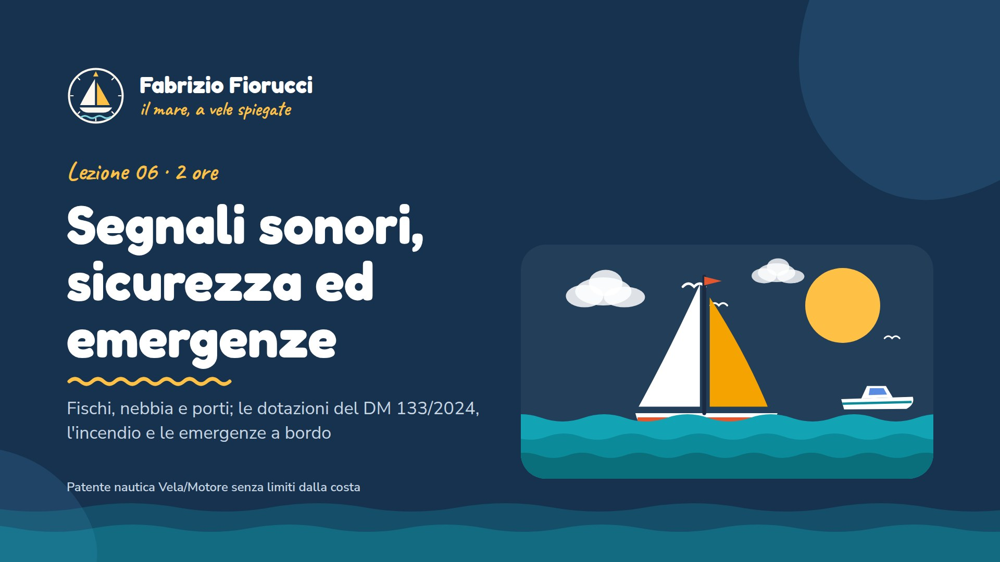 Fabrizio Fiorucci
il mare, a vele spiegate
Lezione 06 · 2 ore
Segnali sonori,
sicurezza ed
emergenze
Fischi, nebbia e porti; le dotazioni del DM 133/2024,
l'incendio e le emergenze a bordo
Patente nautica Vela/Motore senza limiti dalla costa